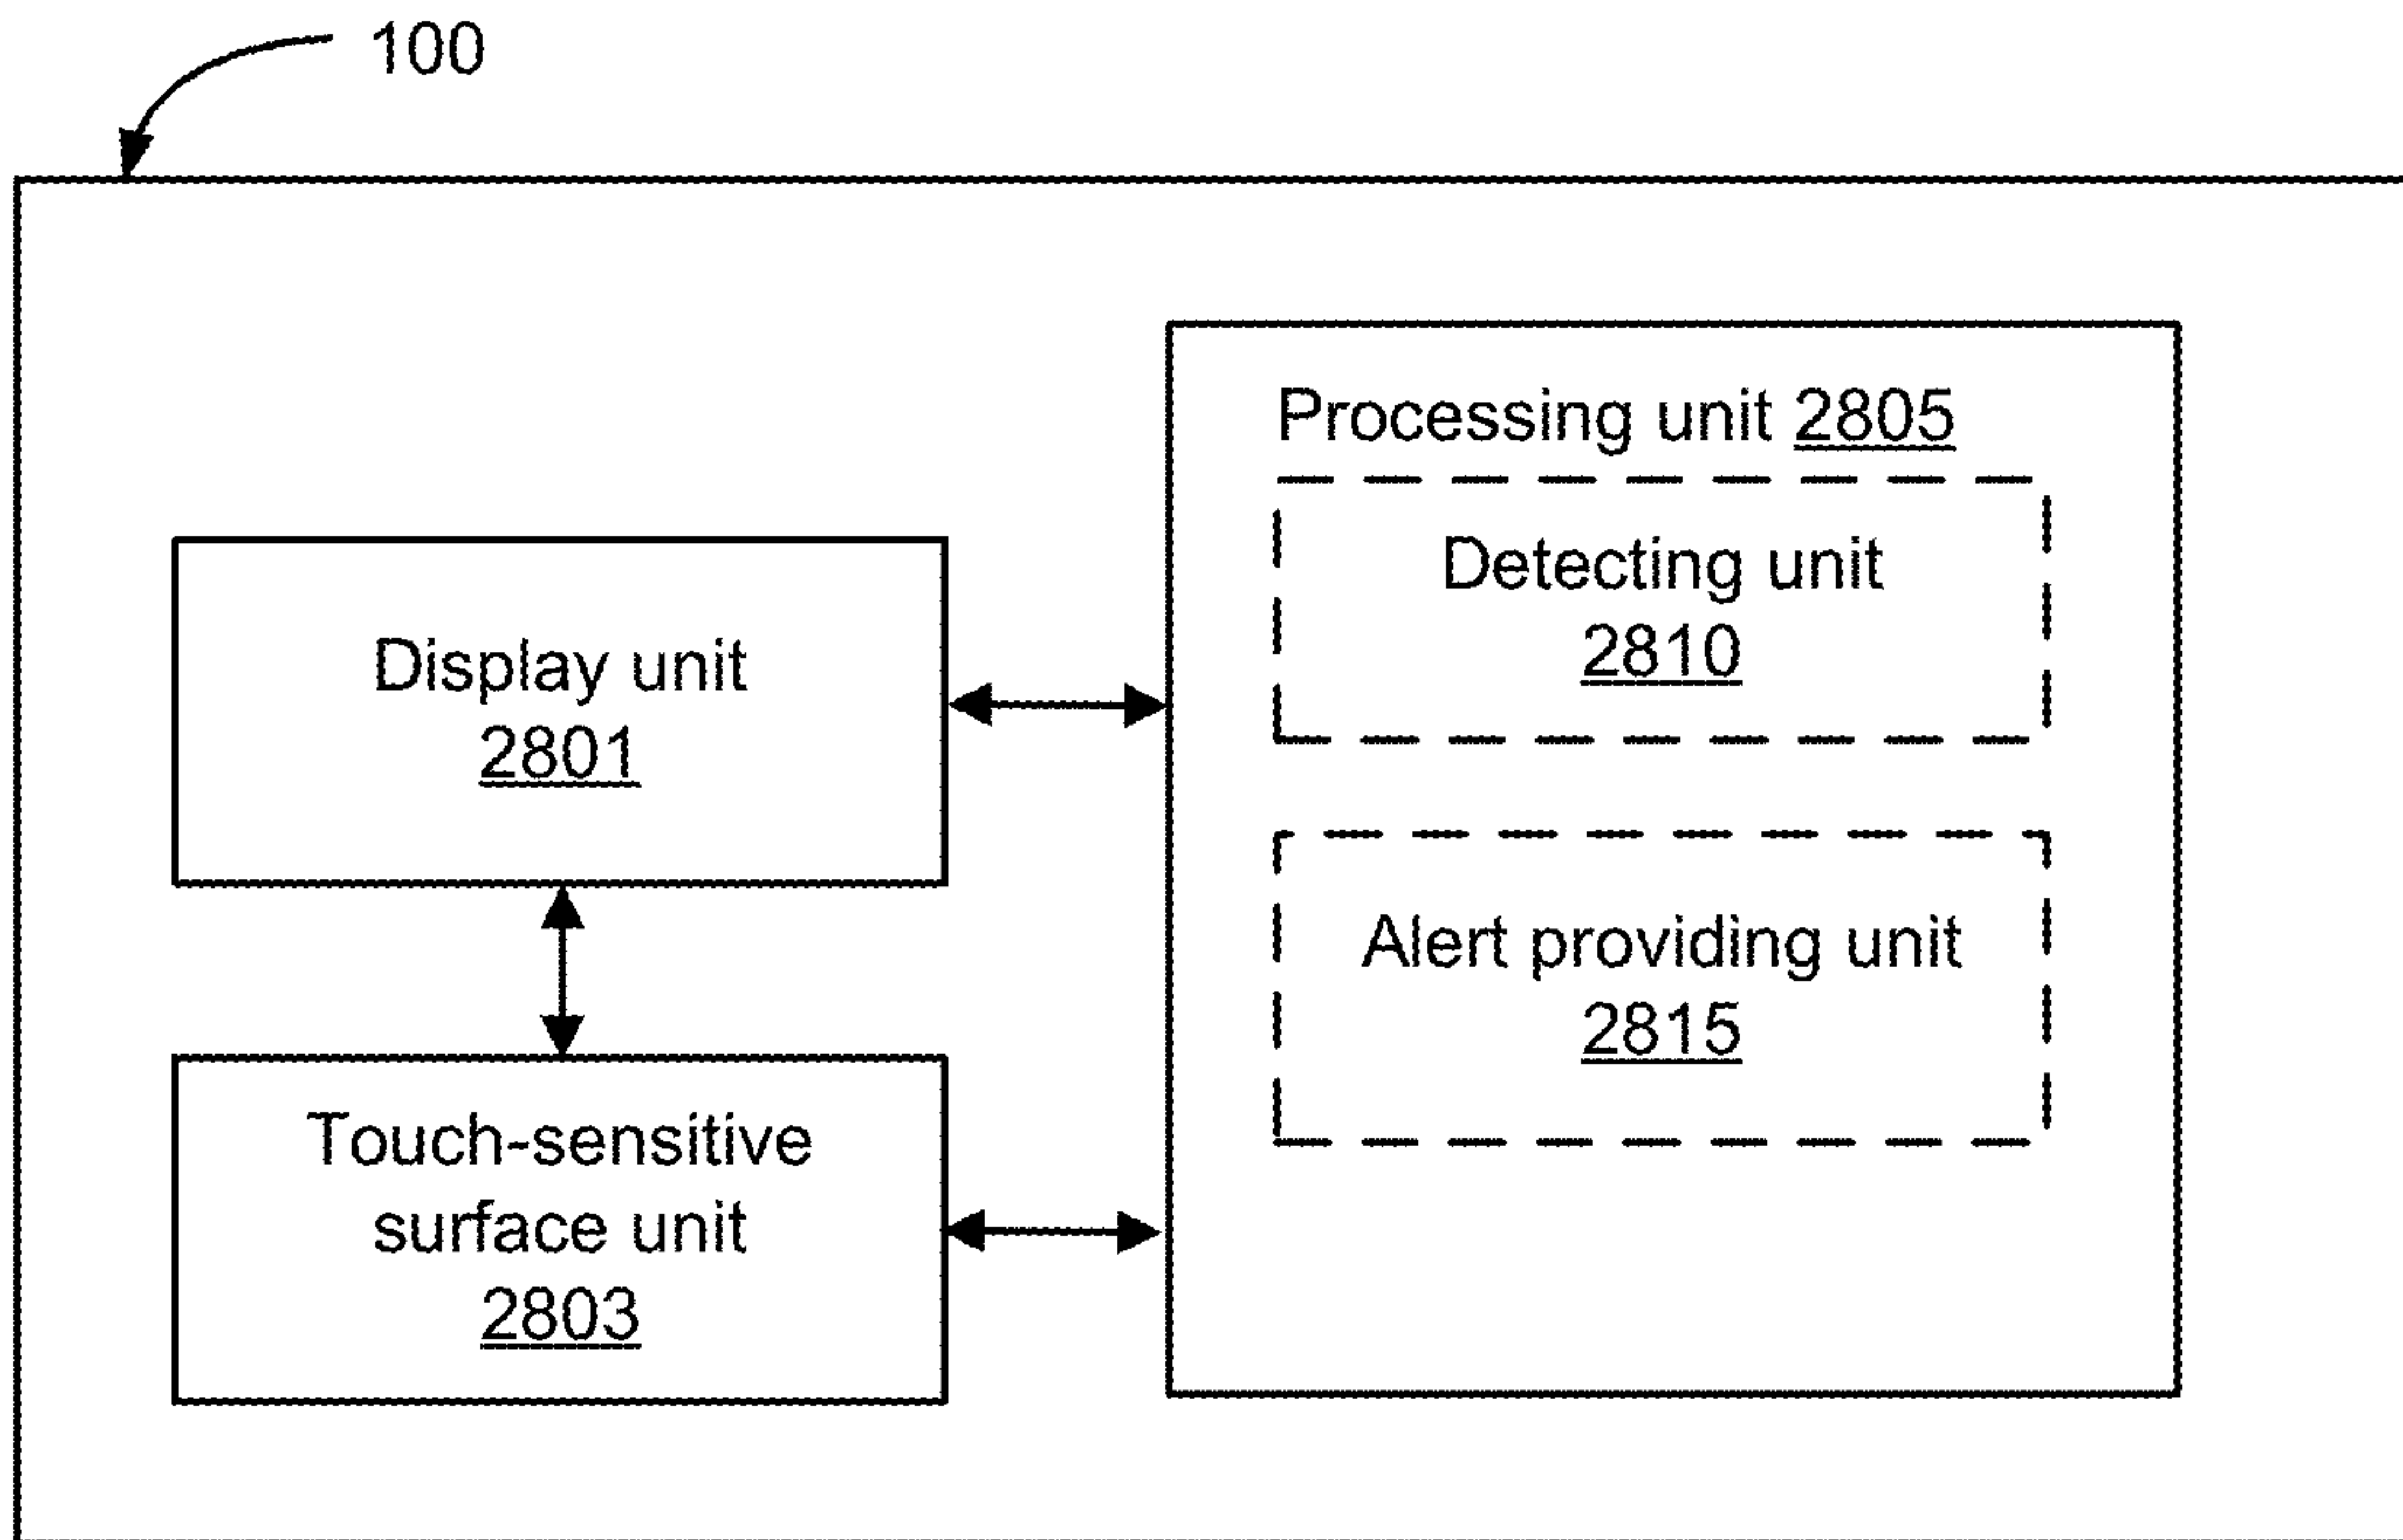 100
Processing unit 2805
Detecting unit
2810
Display unit
2801
Alert providing unit
2815
Touch-sensitive
surface unit
2803